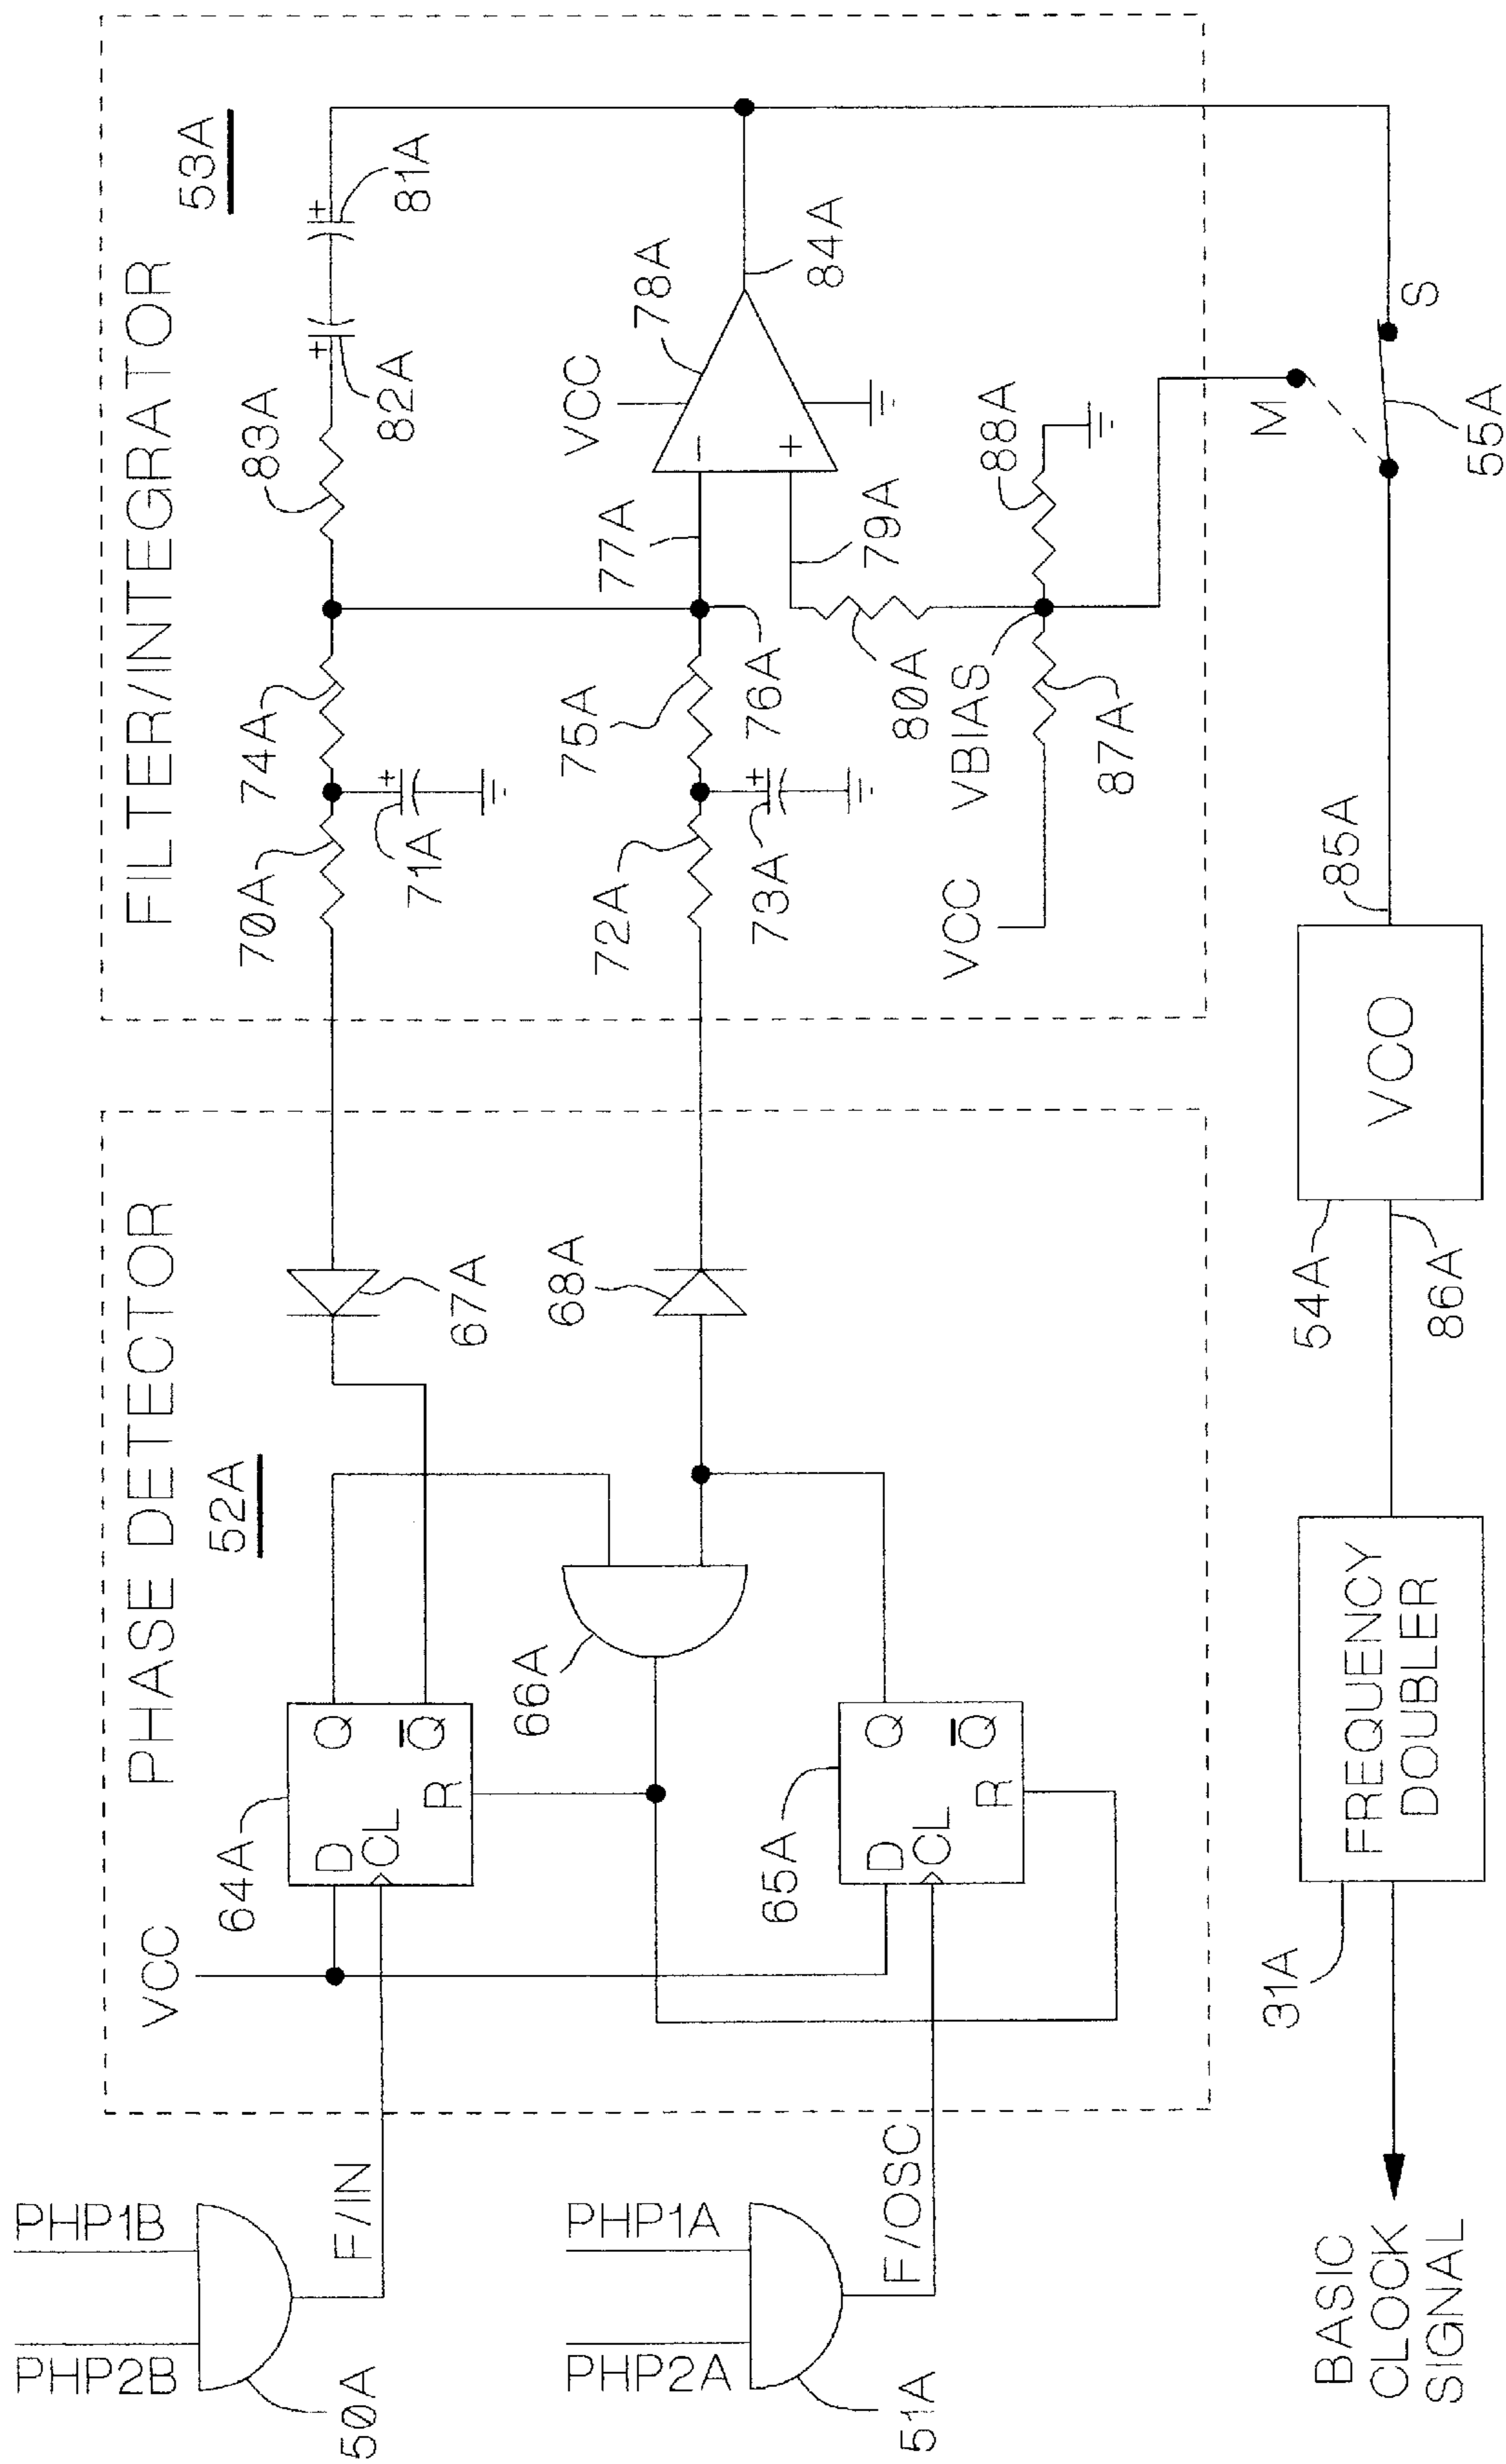 PHP2B
PHP1B
50A
F/IN
PHP2A
PHP1A
51A
F/OSC
PHASE DETECTOR
52A
VCC
64A
D
CL
R
Q
Q
66A
65A
D
CL
R
Q
Q
67A
68A
FILTER/INTEGRATOR
53A
70A
71A
74A
83A
+
82A
+
81A
+
72A
73A
75A
+
76A
77A
VCC
78A
84A
−
+
79A
80A
VBIAS
VCC
87A
88A
M
S
55A
85A
VCO
54A
86A
FREQUENCY
DOUBLER
31A
BASIC
CLOCK
SIGNAL